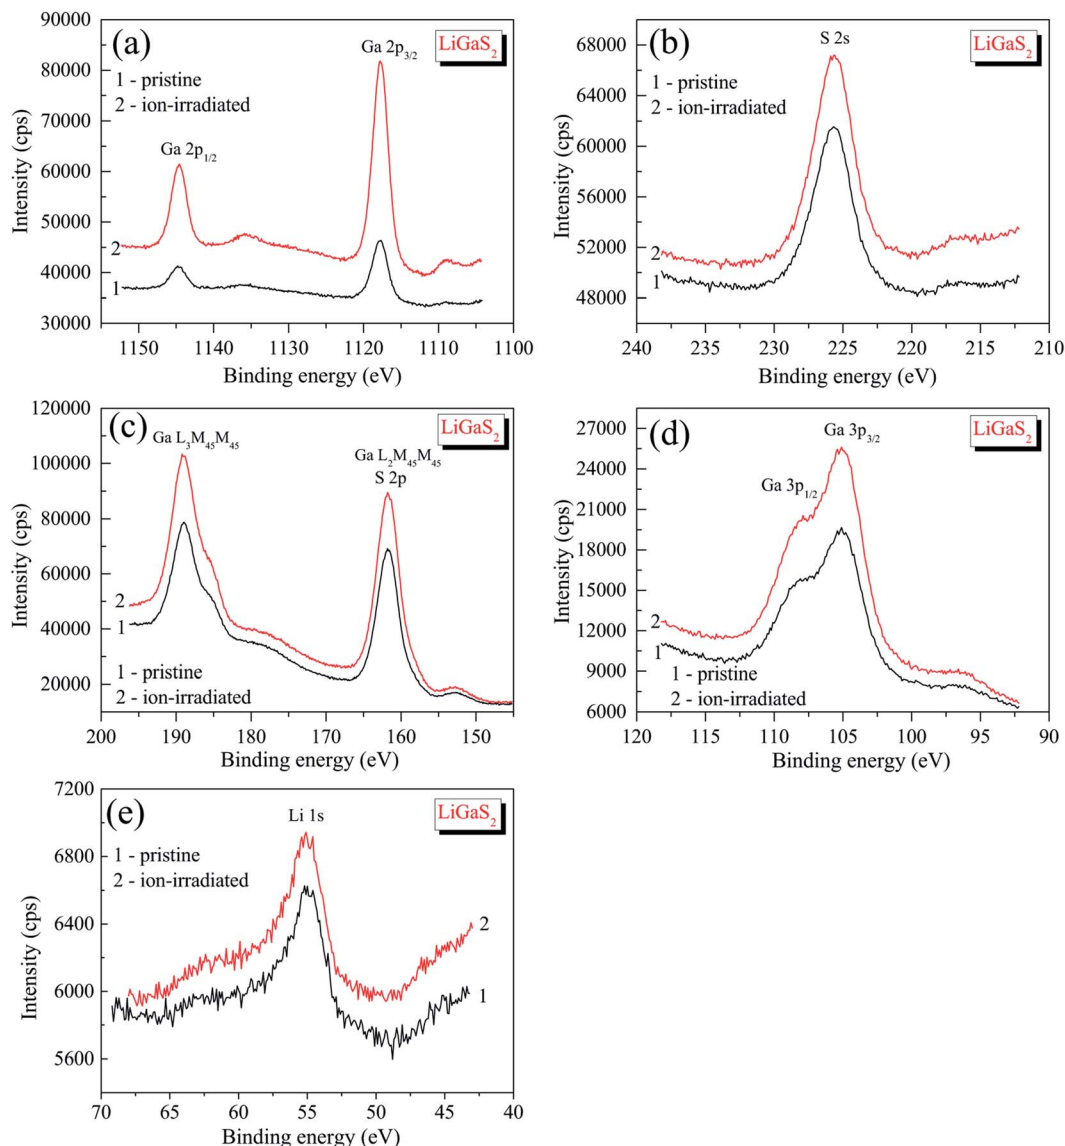 (a)
Ga 2p3/2
LiGaS2
1 - pristine
2 - ion-irradiated
Ga 2p1/2
2
1
90000
80000
70000
60000
50000
40000
30000
Intensity (cps)
1150 1140 1130 1120 1110 1100
Binding energy (eV)
(b)
S 2s
LiGaS2
1 - pristine
2 - ion-irradiated
2
1
68000
64000
60000
56000
52000
48000
Intensity (cps)
240 235 230 225 220 215 210
Binding energy (eV)
(c)
LiGaS2
Ga L3M45M45
Ga L2M45M45
S 2p
2
1
1 - pristine
2 - ion-irradiated
120000
100000
80000
60000
40000
20000
Intensity (cps)
200 190 180 170 160 150
Binding energy (eV)
(d)
Ga 3p3/2
LiGaS2
Ga 3p1/2
2
1
1 - pristine
2 - ion-irradiated
27000
24000
21000
18000
15000
12000
9000
6000
Intensity (cps)
120 115 110 105 100 95 90
Binding energy (eV)
(e)
Li 1s
LiGaS2
1 - pristine
2 - ion-irradiated
2
1
7200
6800
6400
6000
5600
Intensity (cps)
70 65 60 55 50 45 40
Binding energy (eV)